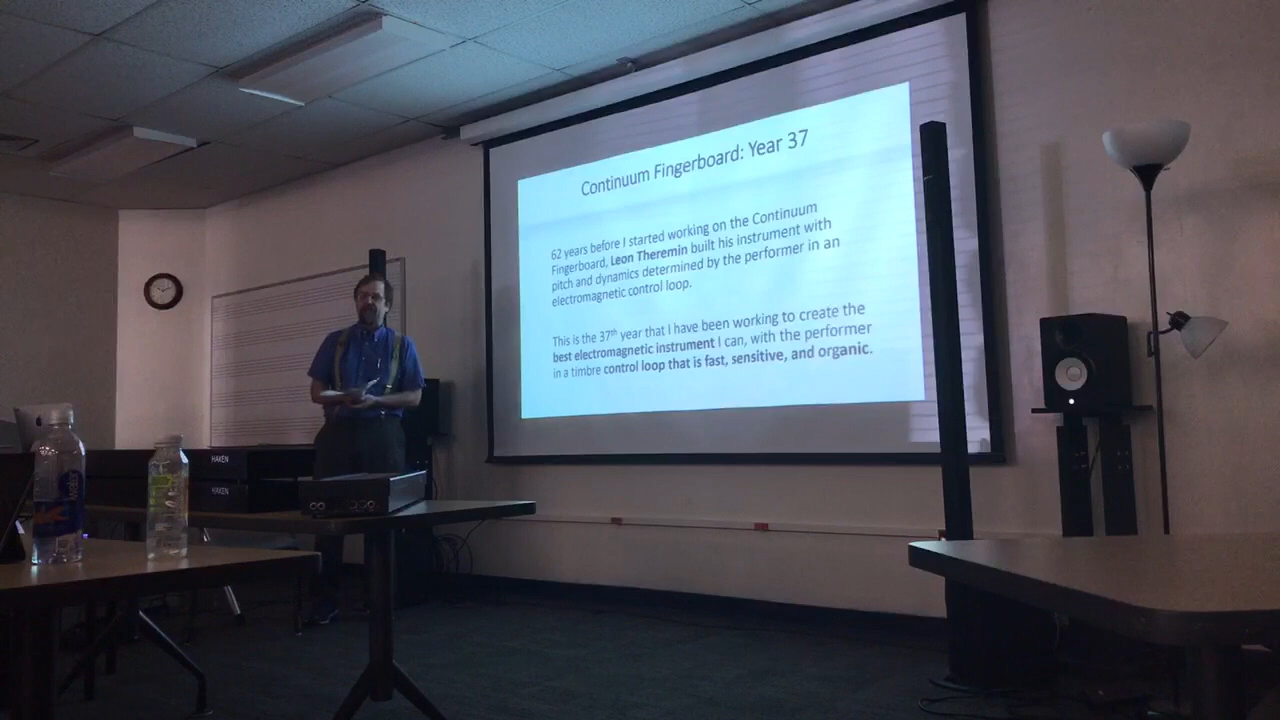 Continuum Fingerboard: Year 37
62 years before I started working on the Continuum
Fingerboard, Leon Theremin built his instrument with
pitch and dynamics determined by the performer in an
electromagnetic control loop.
This is the 37th year that I have been working to create the
best electromagnetic instrument I can, with the performer
in a timbre control loop that is fast, sensitive, and organic.
HAKEN
HAKEN